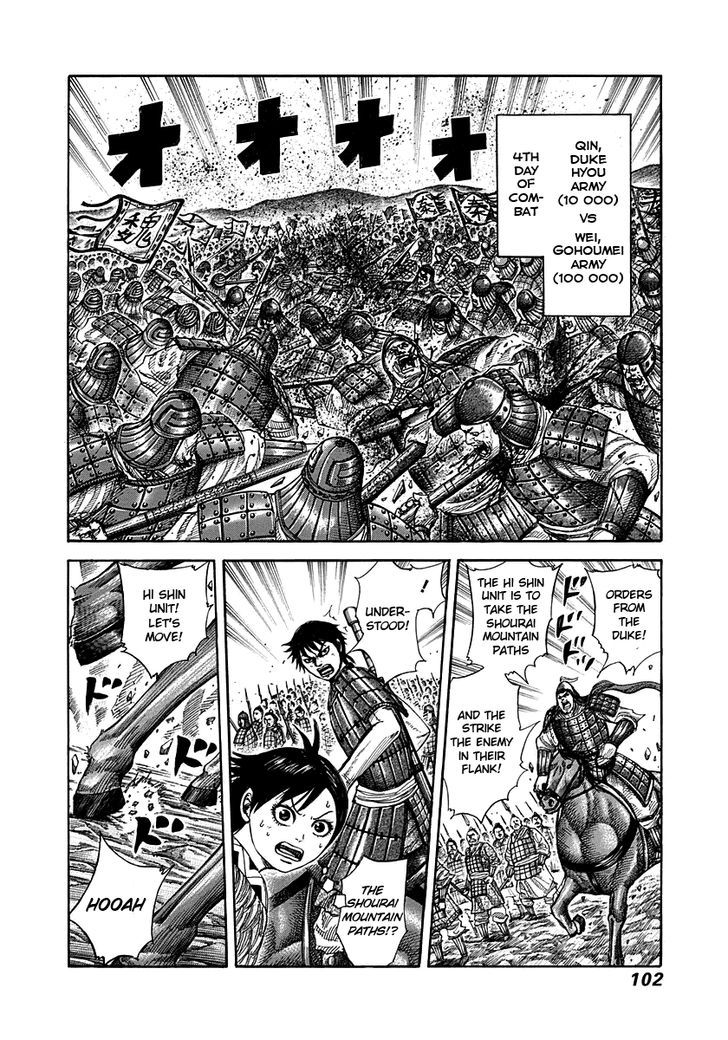 QIN,
DUKE
HYOU
ARMY
(10 000)
VS
WEI,
GOHOUMEI
ARMY
(100 000)
4TH
DAY
OF
COM-
BAT
オオオオ
秦
ORDERS
FROM
THE
DUKE!
THE HI SHIN
UNIT IS TO
TAKE THE
SHOURAI
MOUNTAIN
PATHS
AND THE
STRIKE
THE ENEMY
IN THEIR
FLANK!
ドドド
!
UNDER-
STOOD!
THE
SHOURAI
MOUNTAIN
PATHS!?
HI SHIN
UNIT!
LET'S
MOVE!
ドドド
HOOAH
102